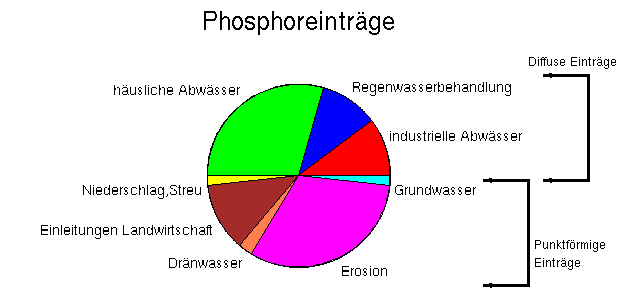 Phosphoreinträge
Diffuse Einträge
häusliche Abwässer
Regenwasserbehandlung
industrielle Abwässer
Niederschlag,Streu
Grundwasser
Einleitungen Landwirtschaft
Punktförmige
Einträge
Dränwasser
Erosion